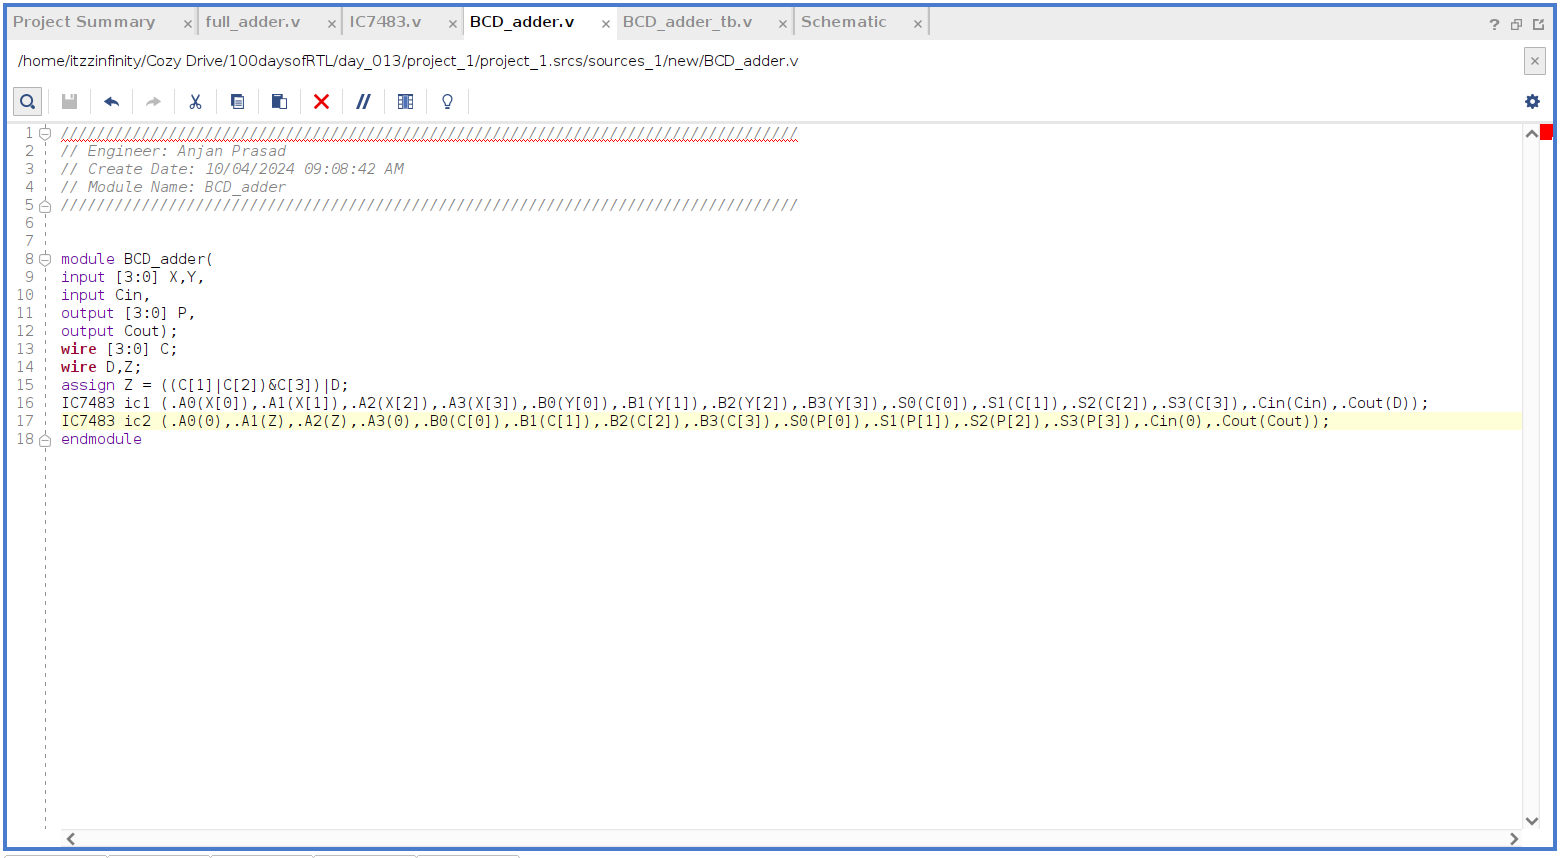 Project Summary × full_adder.v × IC7483.v × BCD_adder.v × BCD_adder_tb.v × Schematic × ?
/home/itzzinfinity/Cozy Drive/100daysofRTL/day_013/project_1/project_1.srcs/sources_1/new/BCD_adder.v ×
1 //////////////////////////////////////////////////////////////////////////////////
2 // Engineer: Anjan Prasad
3 // Create Date: 10/04/2024 09:08:42 AM
4 // Module Name: BCD_adder
5 //////////////////////////////////////////////////////////////////////////////////
6
7
8 module BCD_adder(
9 input [3:0] X,Y,
10 input Cin,
11 output [3:0] P,
12 output Cout);
13 wire [3:0] C;
14 wire D,Z;
15 assign Z = ((C[1]|C[2])&C[3])|D;
16 IC7483 ic1 (.A0(X[0]),.A1(X[1]),.A2(X[2]),.A3(X[3]),.B0(Y[0]),.B1(Y[1]),.B2(Y[2]),.B3(Y[3]),.S0(C[0]),.S1(C[1]),.S2(C[2]),.S3(C[3]),.Cin(Cin),.Cout(D));
17 IC7483 ic2 (.A0(0),.A1(Z),.A2(Z),.A3(0),.B0(C[0]),.B1(C[1]),.B2(C[2]),.B3(C[3]),.S0(P[0]),.S1(P[1]),.S2(P[2]),.S3(P[3]),.Cin(0),.Cout(Cout));
18 endmodule